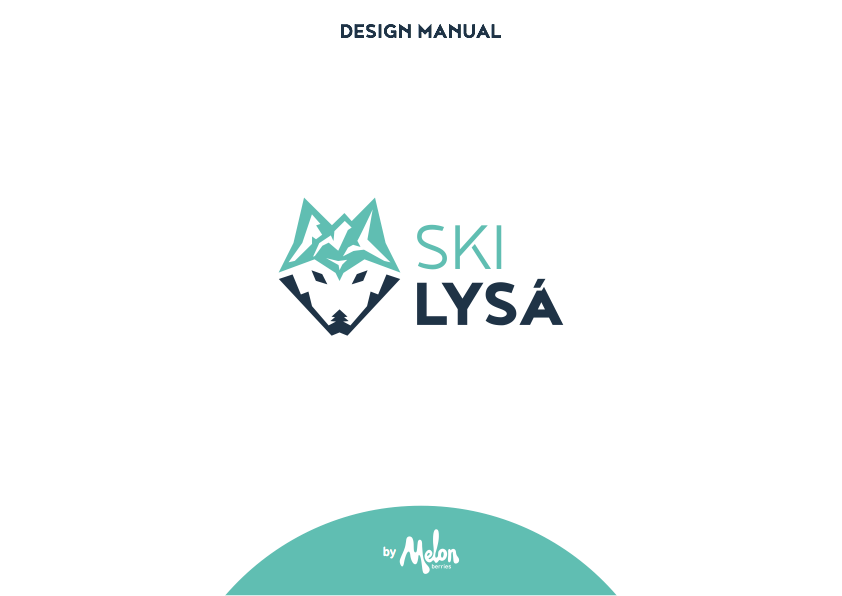 DESIGN MANUAL
SKI
LYSÁ
by Melon
berries